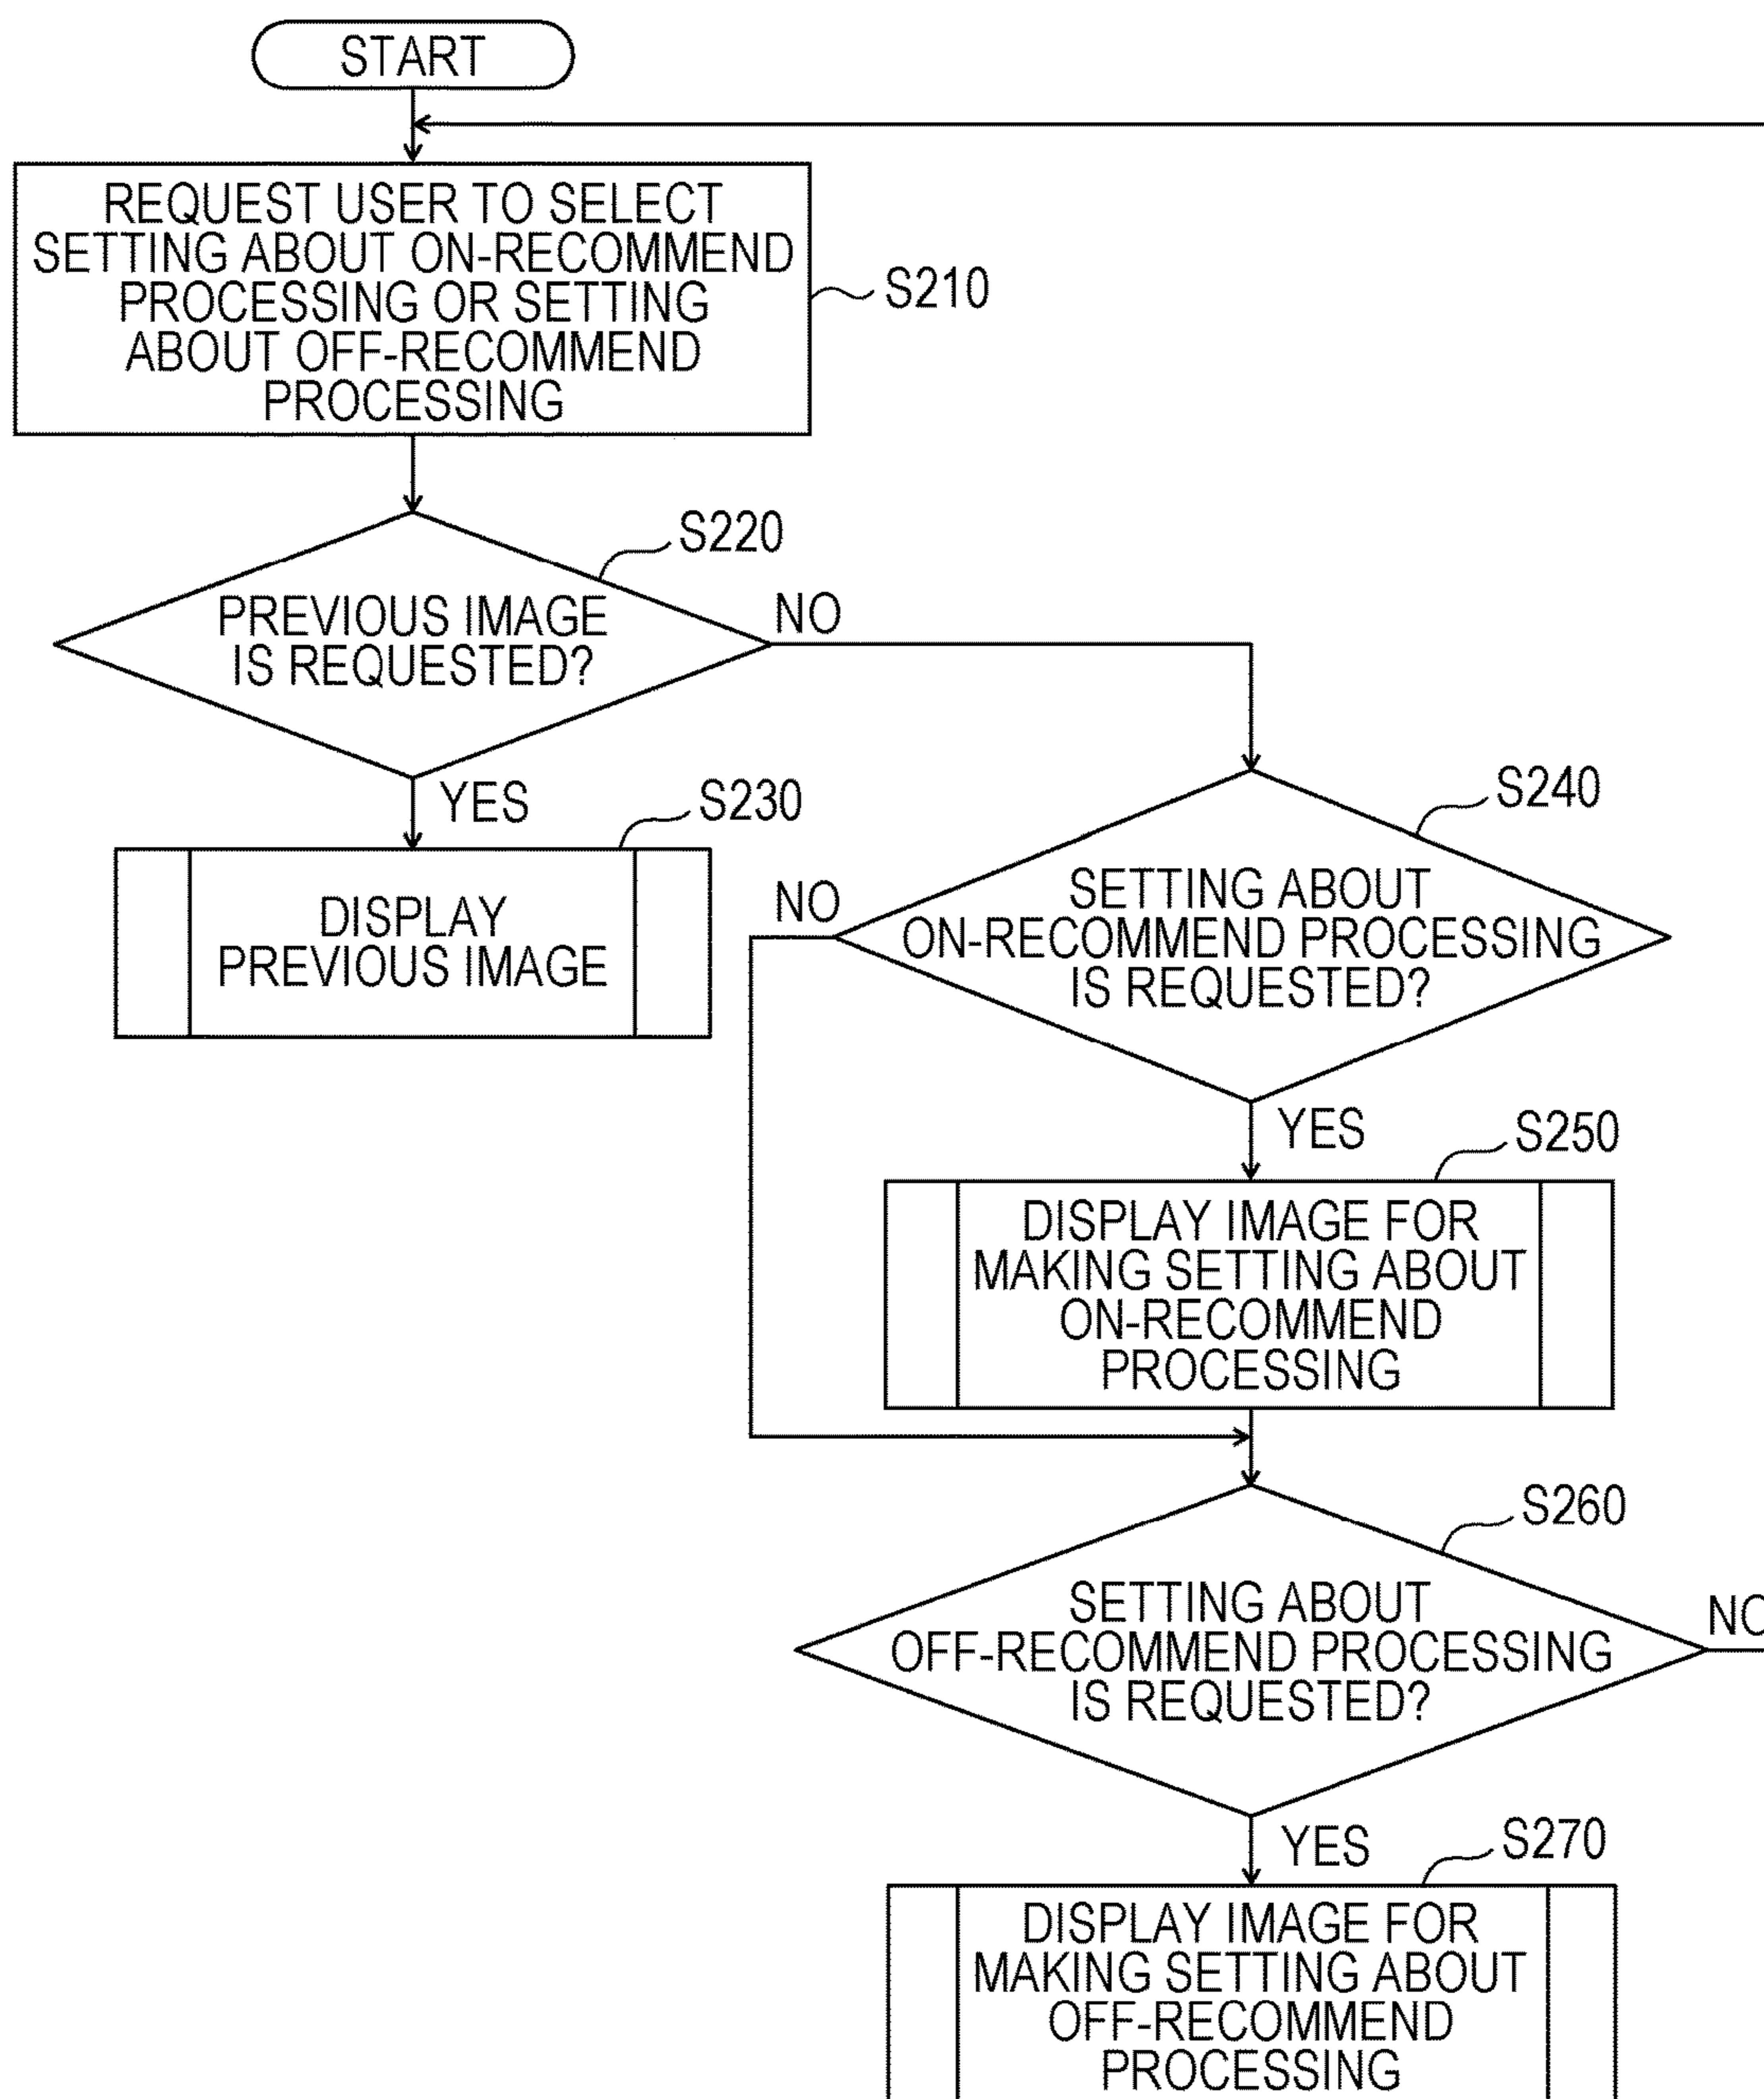 START
REQUEST USER TO SELECT
SETTING ABOUT ON-RECOMMEND
PROCESSING OR SETTING
ABOUT OFF-RECOMMEND
PROCESSING
S210
S220
PREVIOUS IMAGE
IS REQUESTED?
NO
YES
S230
DISPLAY
PREVIOUS IMAGE
S240
SETTING ABOUT
ON-RECOMMEND PROCESSING
IS REQUESTED?
NO
YES
S250
DISPLAY IMAGE FOR
MAKING SETTING ABOUT
ON-RECOMMEND
PROCESSING
S260
SETTING ABOUT
OFF-RECOMMEND PROCESSING
IS REQUESTED?
NO
YES
S270
DISPLAY IMAGE FOR
MAKING SETTING ABOUT
OFF-RECOMMEND
PROCESSING